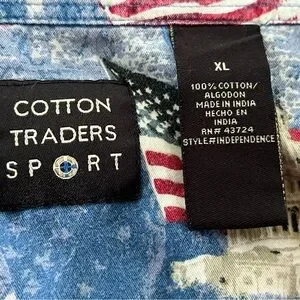 COTTON
TRADERS
SPORT
XL
100% COTTON/
ALGODON
MADE IN INDIA
HECHO EN
INDIA
RN# 43724
STYLE#INDEPENDENCE